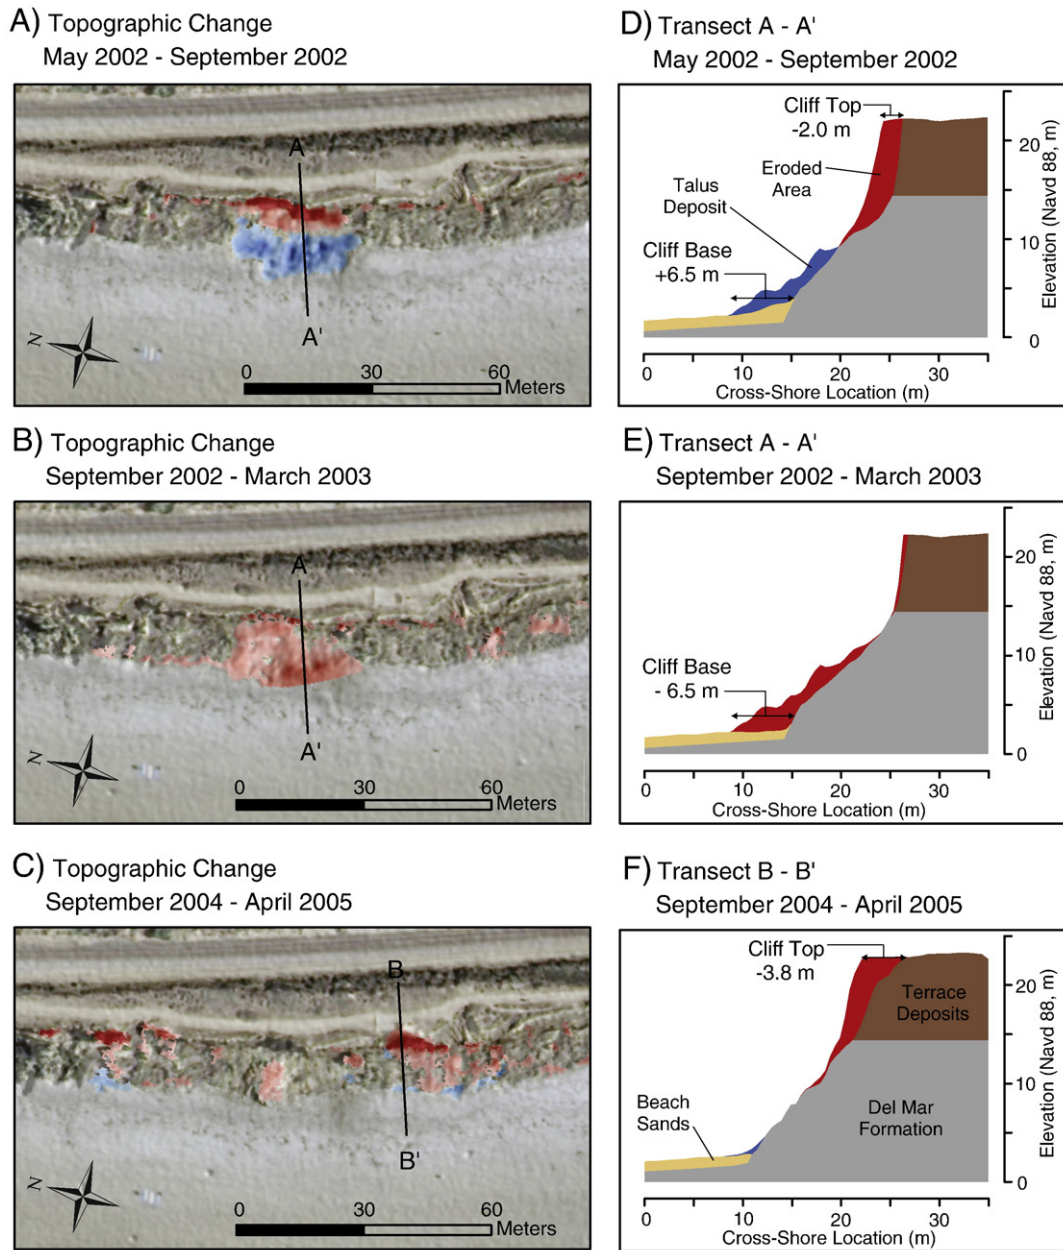 A) Topographic Change
May 2002 - September 2002
A
A'
N
0 30 60
Meters
B) Topographic Change
September 2002 - March 2003
A
A'
N
0 30 60
Meters
C) Topographic Change
September 2004 - April 2005
B
B'
N
0 30 60
Meters
D) Transect A - A'
May 2002 - September 2002
Cliff Top
-2.0 m
Eroded
Area
Talus
Deposit
Cliff Base
+6.5 m
20
10
0
Elevation (Navd 88, m)
0 10 20 30
Cross-Shore Location (m)
E) Transect A - A'
September 2002 - March 2003
Cliff Base
- 6.5 m
20
10
0
Elevation (Navd 88, m)
0 10 20 30
Cross-Shore Location (m)
F) Transect B - B'
September 2004 - April 2005
Cliff Top
-3.8 m
Terrace
Deposits
Beach
Sands
Del Mar
Formation
20
10
0
Elevation (Navd 88, m)
0 10 20 30
Cross-Shore Location (m)